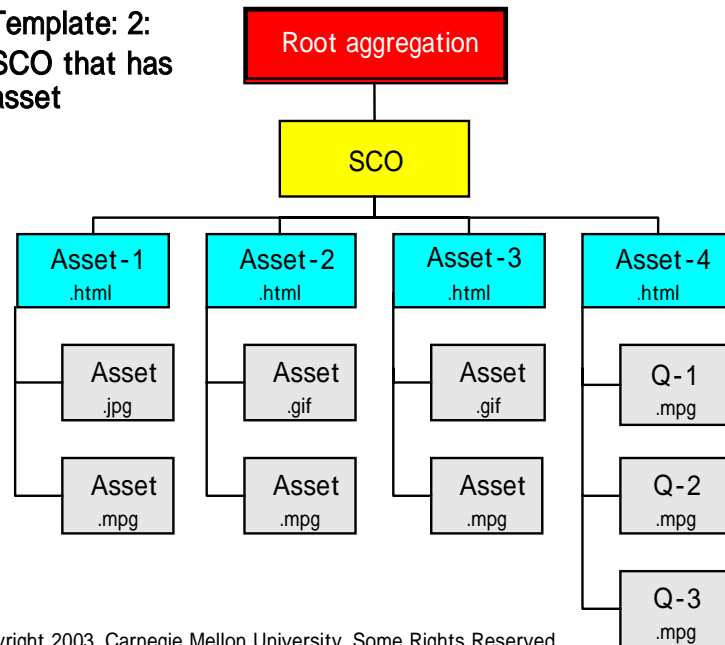 Template: 2:
SCO that has
asset
Root aggregation
SCO
Asset-1
.html
Asset-2
.html
Asset-3
.html
Asset-4
.html
Asset
.jpg
Asset
.gif
Asset
.gif
Q-1
.mpg
Asset
.mpg
Asset
.mpg
Asset
.mpg
Q-2
.mpg
Q-3
.mpg
yright 2003, Carnegie Mellon University. Some Rights Reserved